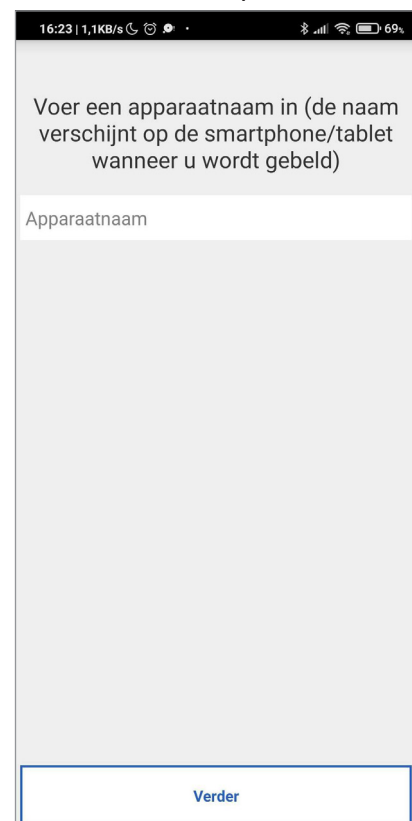 16:23 | 1,1KB/s 69%
Voer een apparaatnaam in (de naam
verschijnt op de smartphone/tablet
wanneer u wordt gebeld)
Apparaatnaam
Verder